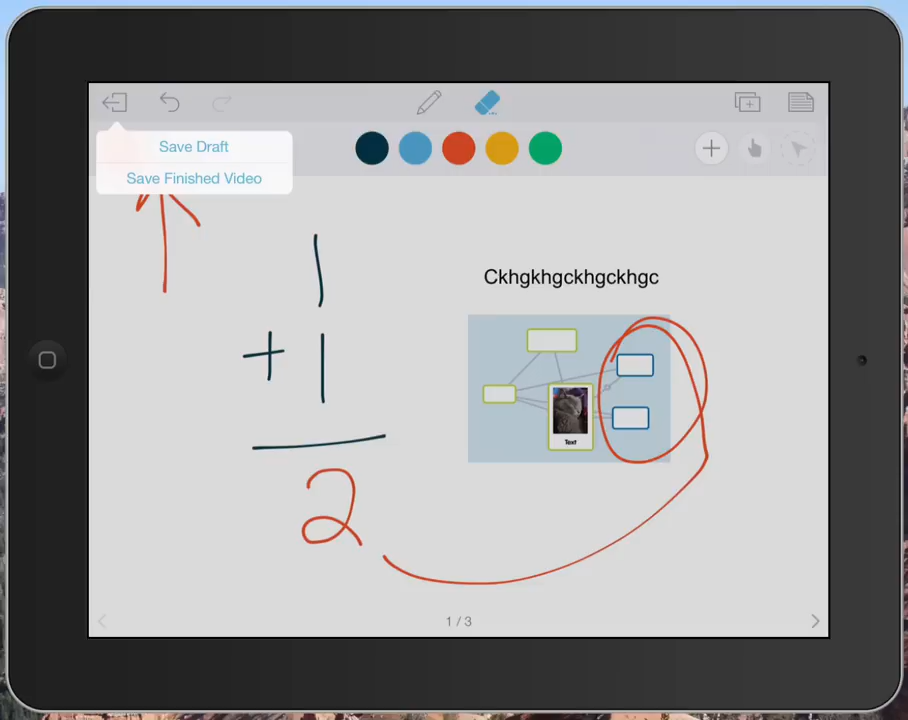 Save Draft
Save Finished Video
1
+ 1
2
Ckhgkhgckhgckhgc
Text
1 / 3